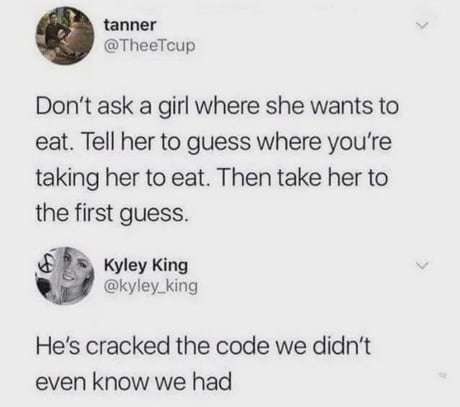 tanner
@TheeTcup
Don't ask a girl where she wants to
eat. Tell her to guess where you're
taking her to eat. Then take her to
the first guess.
Kyley King
@kyley_king
He's cracked the code we didn't
even know we had